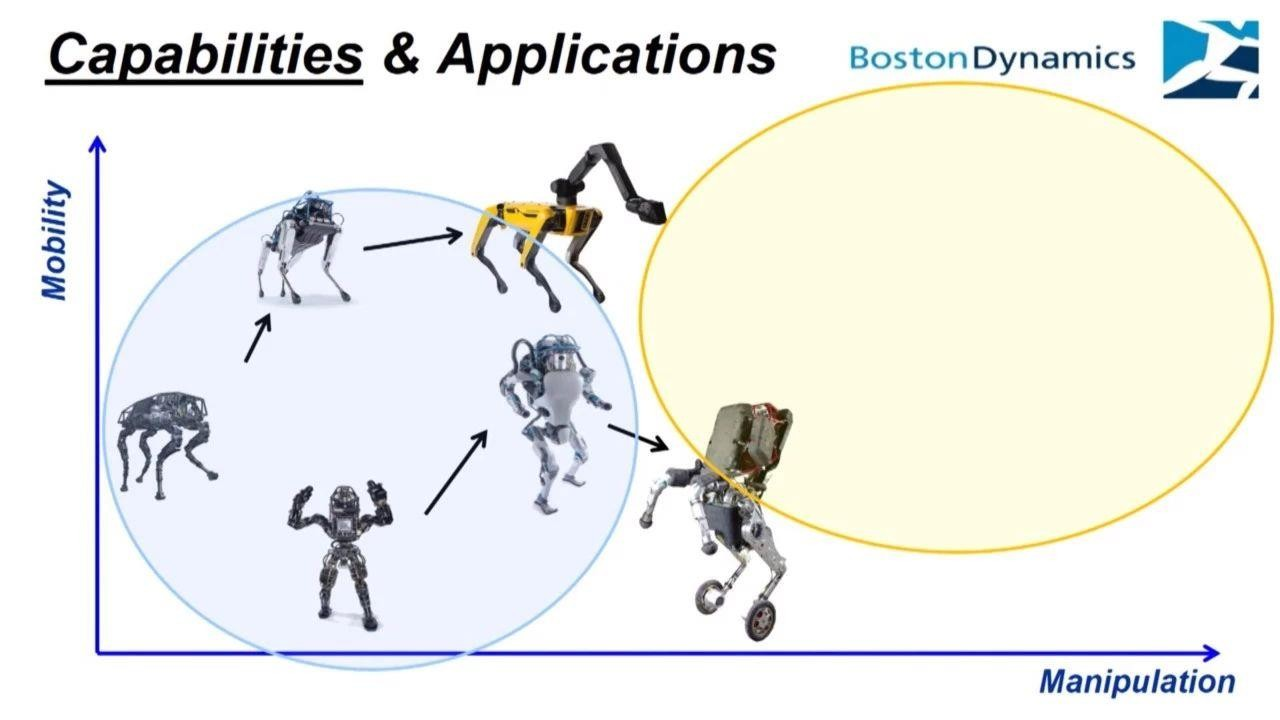 Capabilities & Applications
BostonDynamics
Mobility
Manipulation